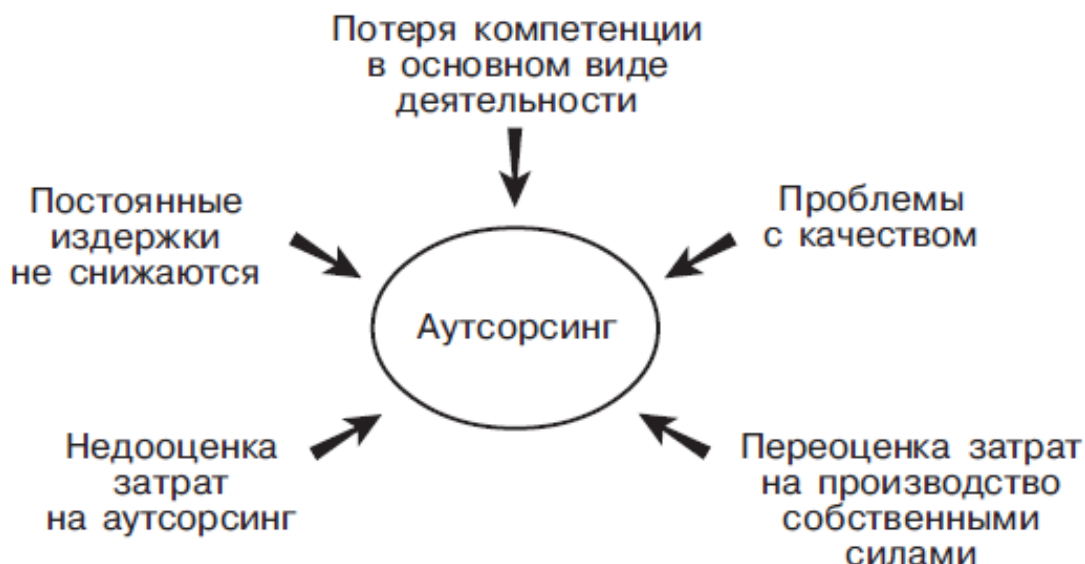 Потеря компетенции
в основном виде
деятельности
Постоянные
издержки
не снижаются
Проблемы
с качеством
Аутсорсинг
Недооценка
затрат
на аутсорсинг
Переоценка затрат
на производство
собственными
силами